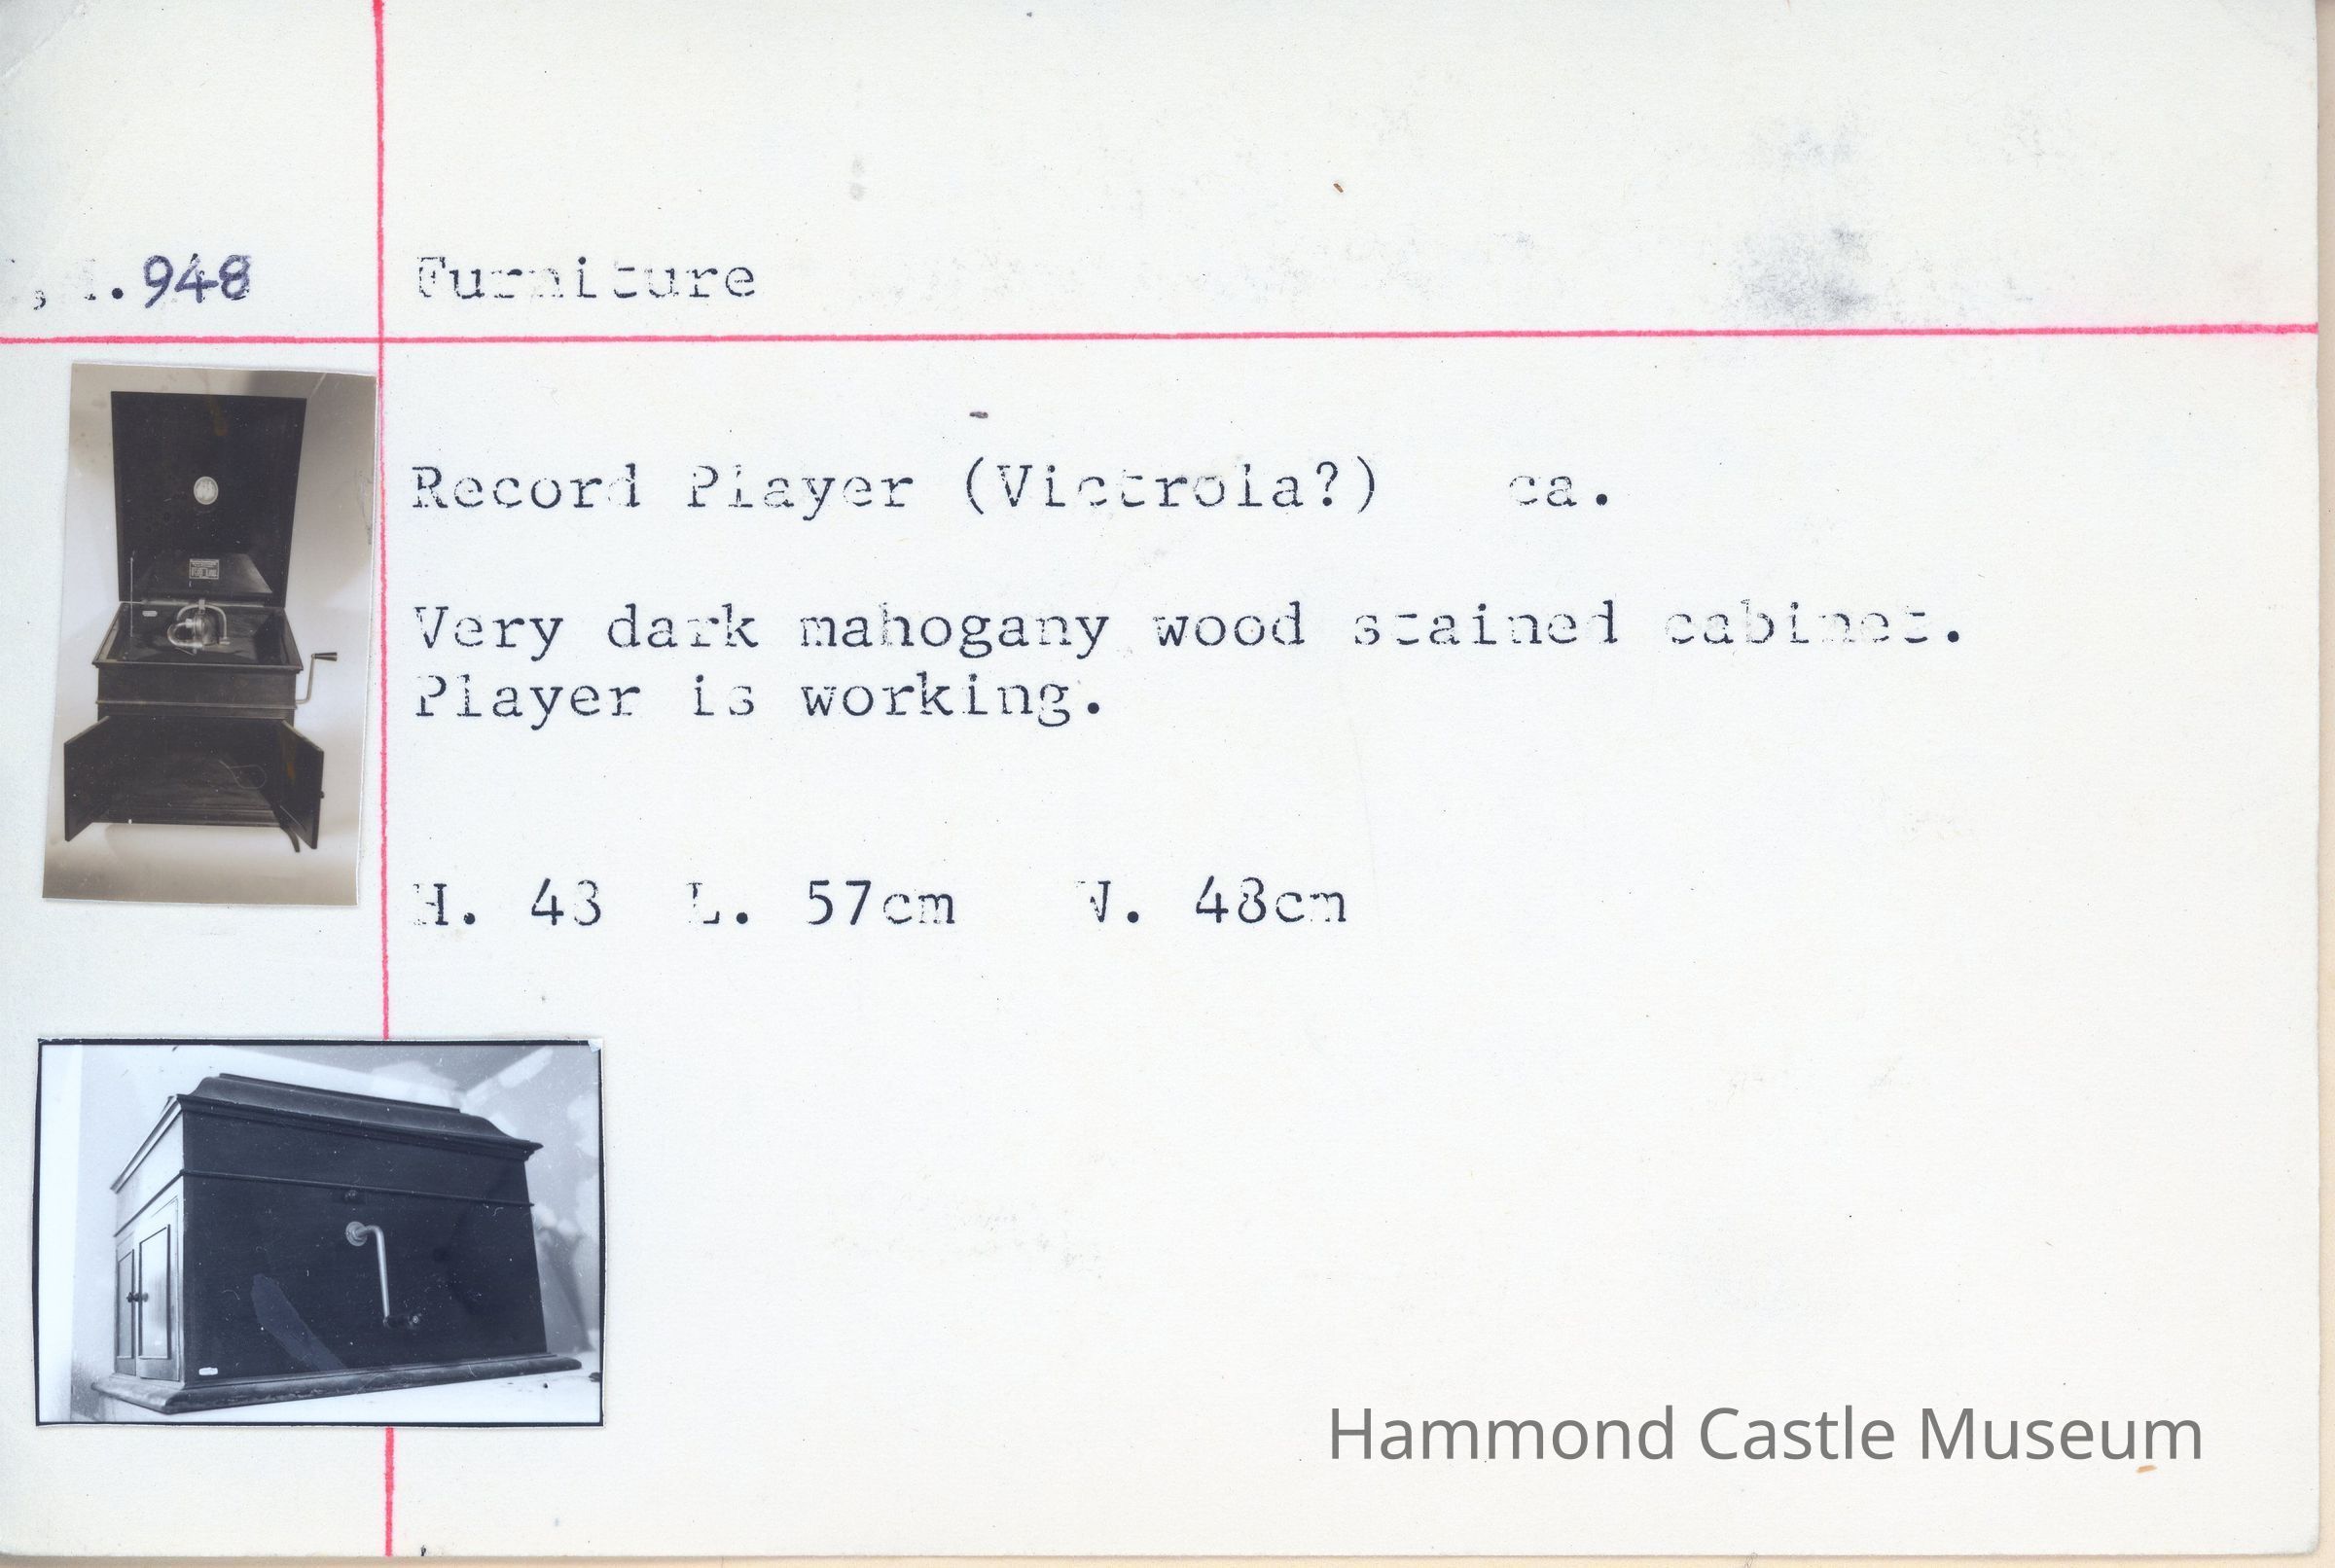 .948 Furniture
Record Player (Victrola?) ca.
Very dark mahogany wood stained cabinet.
Player is working.
H. 43 L. 57cm W. 48cm
Hammond Castle Museum